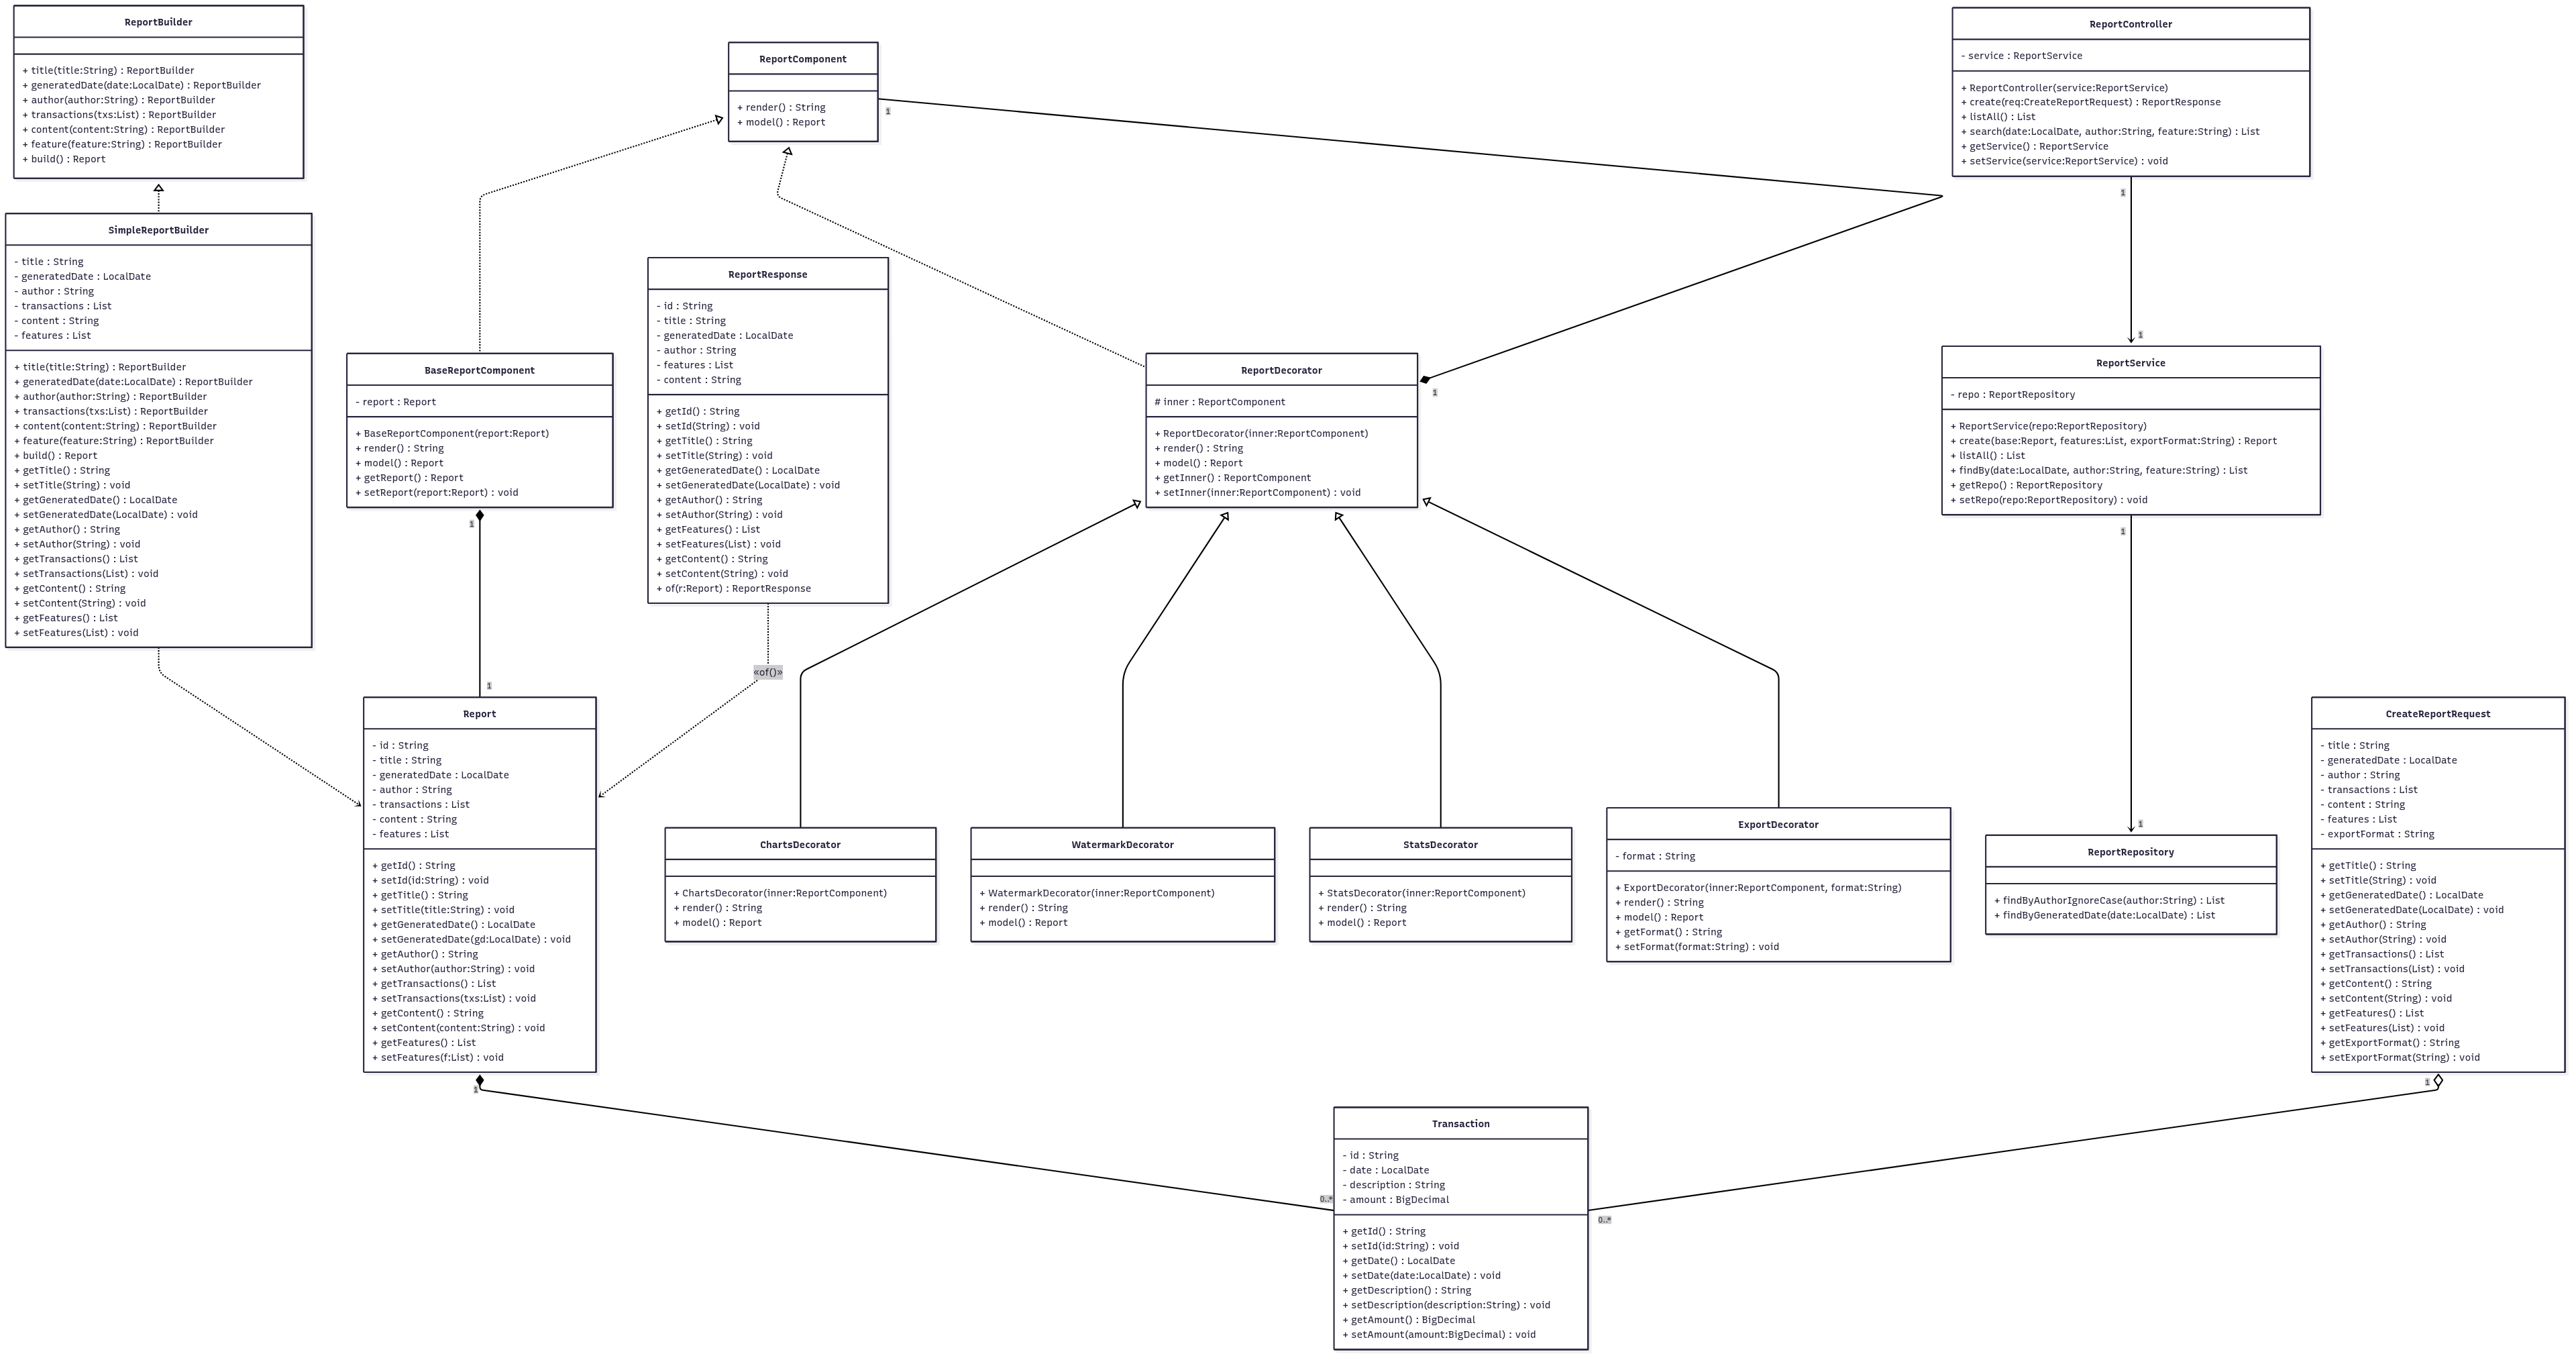 ReportBuilder
+ title(title:String) : ReportBuilder
+ generatedDate(date:LocalDate) : ReportBuilder
+ author(author:String) : ReportBuilder
+ transactions(txs:List) : ReportBuilder
+ content(content:String) : ReportBuilder
+ feature(feature:String) : ReportBuilder
+ build() : Report
ReportComponent
+ render() : String
+ model() : Report
1
ReportController
- service : ReportService
+ ReportController(service:ReportService)
+ create(req:CreateReportRequest) : ReportResponse
+ listAll() : List
+ search(date:LocalDate, author:String, feature:String) : List
+ getService() : ReportService
+ setService(service:ReportService) : void
1
1
SimpleReportBuilder
- title : String
- generatedDate : LocalDate
- author : String
- transactions : List
- content : String
- features : List
+ title(title:String) : ReportBuilder
+ generatedDate(date:LocalDate) : ReportBuilder
+ author(author:String) : ReportBuilder
+ transactions(txs:List) : ReportBuilder
+ content(content:String) : ReportBuilder
+ feature(feature:String) : ReportBuilder
+ build() : Report
+ getTitle() : String
+ setTitle(String) : void
+ getGeneratedDate() : LocalDate
+ setGeneratedDate(LocalDate) : void
+ getAuthor() : String
+ setAuthor(String) : void
+ getTransactions() : List
+ setTransactions(List) : void
+ getContent() : String
+ setContent(String) : void
+ getFeatures() : List
+ setFeatures(List) : void
BaseReportComponent
- report : Report
+ BaseReportComponent(report:Report)
+ render() : String
+ model() : Report
+ getReport() : Report
+ setReport(report:Report) : void
1
1
ReportResponse
- id : String
- title : String
- generatedDate : LocalDate
- author : String
- features : List
- content : String
+ getId() : String
+ setId(String) : void
+ getTitle() : String
+ setTitle(String) : void
+ getGeneratedDate() : LocalDate
+ setGeneratedDate(LocalDate) : void
+ getAuthor() : String
+ setAuthor(String) : void
+ getFeatures() : List
+ setFeatures(List) : void
+ getContent() : String
+ setContent(String) : void
+ of(r:Report) : ReportResponse
«of()»
ReportDecorator
# inner : ReportComponent
+ ReportDecorator(inner:ReportComponent)
+ render() : String
+ model() : Report
+ getInner() : ReportComponent
+ setInner(inner:ReportComponent) : void
1
ReportService
- repo : ReportRepository
+ ReportService(repo:ReportRepository)
+ create(base:Report, features:List, exportFormat:String) : Report
+ listAll() : List
+ findBy(date:LocalDate, author:String, feature:String) : List
+ getRepo() : ReportRepository
+ setRepo(repo:ReportRepository) : void
1
1
Report
- id : String
- title : String
- generatedDate : LocalDate
- author : String
- transactions : List
- content : String
- features : List
+ getId() : String
+ setId(id:String) : void
+ getTitle() : String
+ setTitle(title:String) : void
+ getGeneratedDate() : LocalDate
+ setGeneratedDate(gd:LocalDate) : void
+ getAuthor() : String
+ setAuthor(author:String) : void
+ getTransactions() : List
+ setTransactions(txs:List) : void
+ getContent() : String
+ setContent(content:String) : void
+ getFeatures() : List
+ setFeatures(f:List) : void
1
ChartsDecorator
+ ChartsDecorator(inner:ReportComponent)
+ render() : String
+ model() : Report
WatermarkDecorator
+ WatermarkDecorator(inner:ReportComponent)
+ render() : String
+ model() : Report
StatsDecorator
+ StatsDecorator(inner:ReportComponent)
+ render() : String
+ model() : Report
ExportDecorator
- format : String
+ ExportDecorator(inner:ReportComponent, format:String)
+ render() : String
+ model() : Report
+ getFormat() : String
+ setFormat(format:String) : void
ReportRepository
+ findByAuthorIgnoreCase(author:String) : List
+ findByGeneratedDate(date:LocalDate) : List
CreateReportRequest
- title : String
- generatedDate : LocalDate
- author : String
- transactions : List
- content : String
- features : List
- exportFormat : String
+ getTitle() : String
+ setTitle(String) : void
+ getGeneratedDate() : LocalDate
+ setGeneratedDate(LocalDate) : void
+ getAuthor() : String
+ setAuthor(String) : void
+ getTransactions() : List
+ setTransactions(List) : void
+ getContent() : String
+ setContent(String) : void
+ getFeatures() : List
+ setFeatures(List) : void
+ getExportFormat() : String
+ setExportFormat(String) : void
1
Transaction
- id : String
- date : LocalDate
- description : String
- amount : BigDecimal
+ getId() : String
+ setId(id:String) : void
+ getDate() : LocalDate
+ setDate(date:LocalDate) : void
+ getDescription() : String
+ setDescription(description:String) : void
+ getAmount() : BigDecimal
+ setAmount(amount:BigDecimal) : void
0..*
0..*